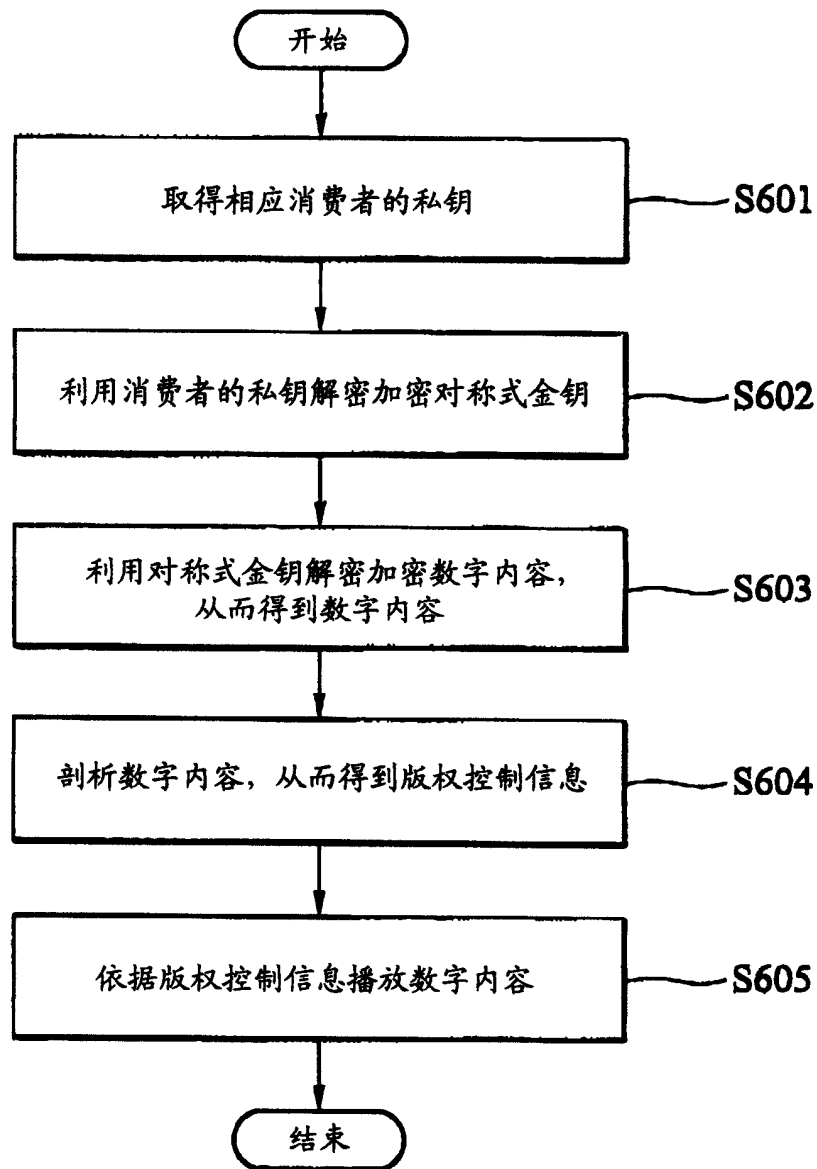 开始
取得相应消费者的私钥
S601
利用消费者的私钥解密加密对称式金钥
S602
利用对称式金钥解密加密数字内容，
从而得到数字内容
S603
剖析数字内容，从而得到版权控制信息
S604
依据版权控制信息播放数字内容
S605
结束